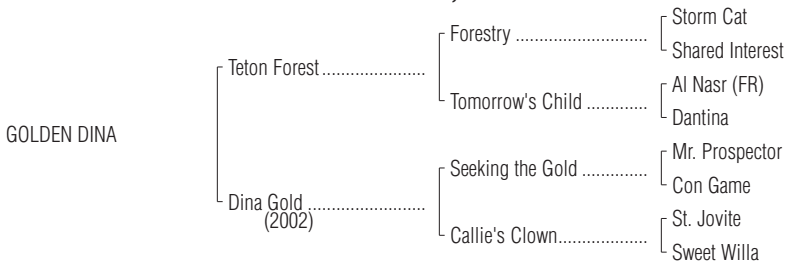 Storm Cat
Forestry ............................
Shared Interest
Teton Forest......................
Al Nasr (FR)
Tomorrow's Child .............
Dantina
GOLDEN DINA
Mr. Prospector
Seeking the Gold ..............
Con Game
Dina Gold .........................
(2002)
St. Jovite
Callie's Clown...................
Sweet Willa